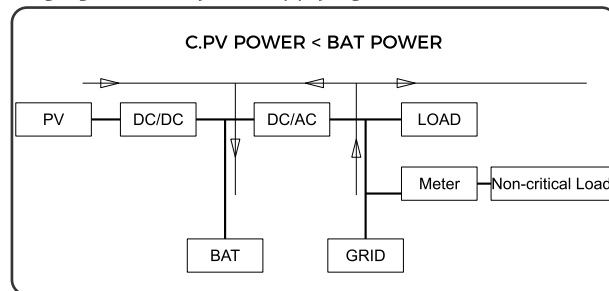 C.PV POWER < BAT POWER
PV
DC/DC
DC/AC
LOAD
Meter
Non-critical Load
BAT
GRID